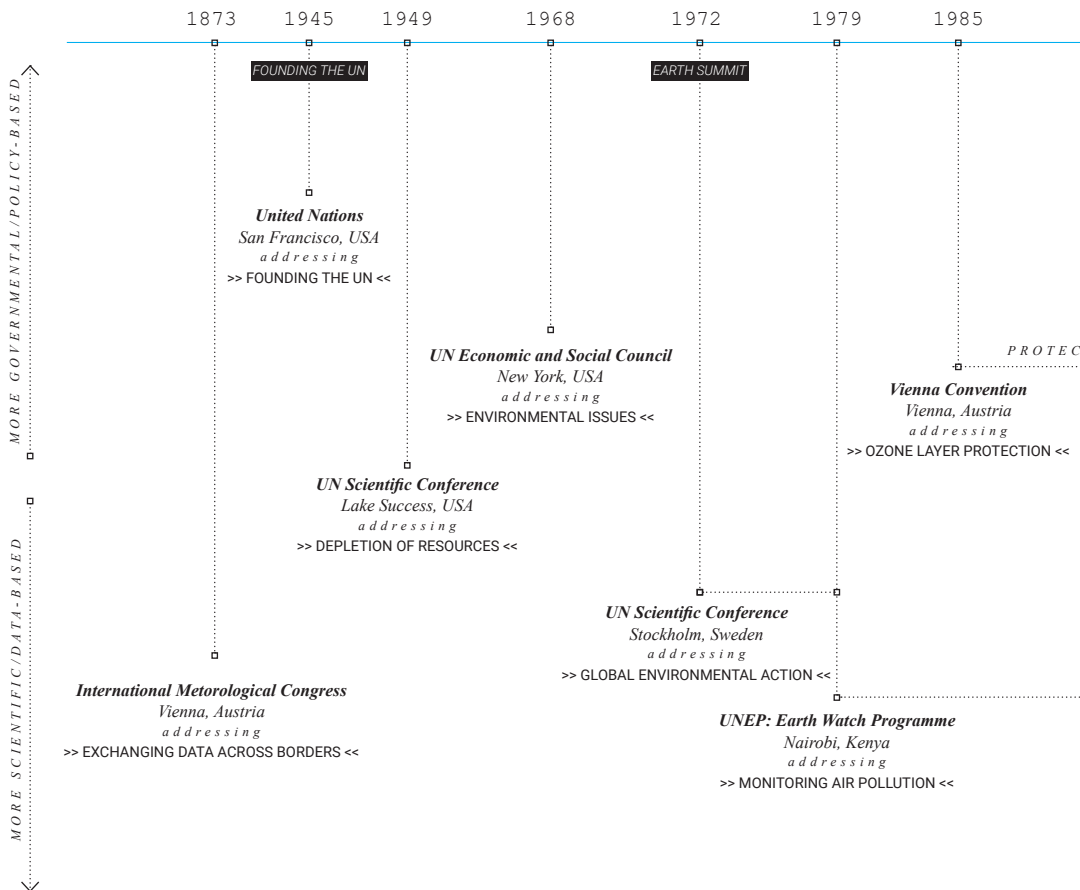 1873 1945 1949 1968 1972 1979 1985
FOUNDING THE UN
EARTH SUMMIT
MORE GOVERNMENTAL/POLICY-BASED
MORE SCIENTIFIC/DATA-BASED
United Nations
San Francisco, USA
addressing
>> FOUNDING THE UN <<
UN Economic and Social Council
New York, USA
addressing
>> ENVIRONMENTAL ISSUES <<
PROTEC
Vienna Convention
Vienna, Austria
addressing
>> OZONE LAYER PROTECTION <<
UN Scientific Conference
Lake Success, USA
addressing
>> DEPLETION OF RESOURCES <<
UN Scientific Conference
Stockholm, Sweden
addressing
>> GLOBAL ENVIRONMENTAL ACTION <<
International Metorological Congress
Vienna, Austria
addressing
>> EXCHANGING DATA ACROSS BORDERS <<
UNEP: Earth Watch Programme
Nairobi, Kenya
addressing
>> MONITORING AIR POLLUTION <<